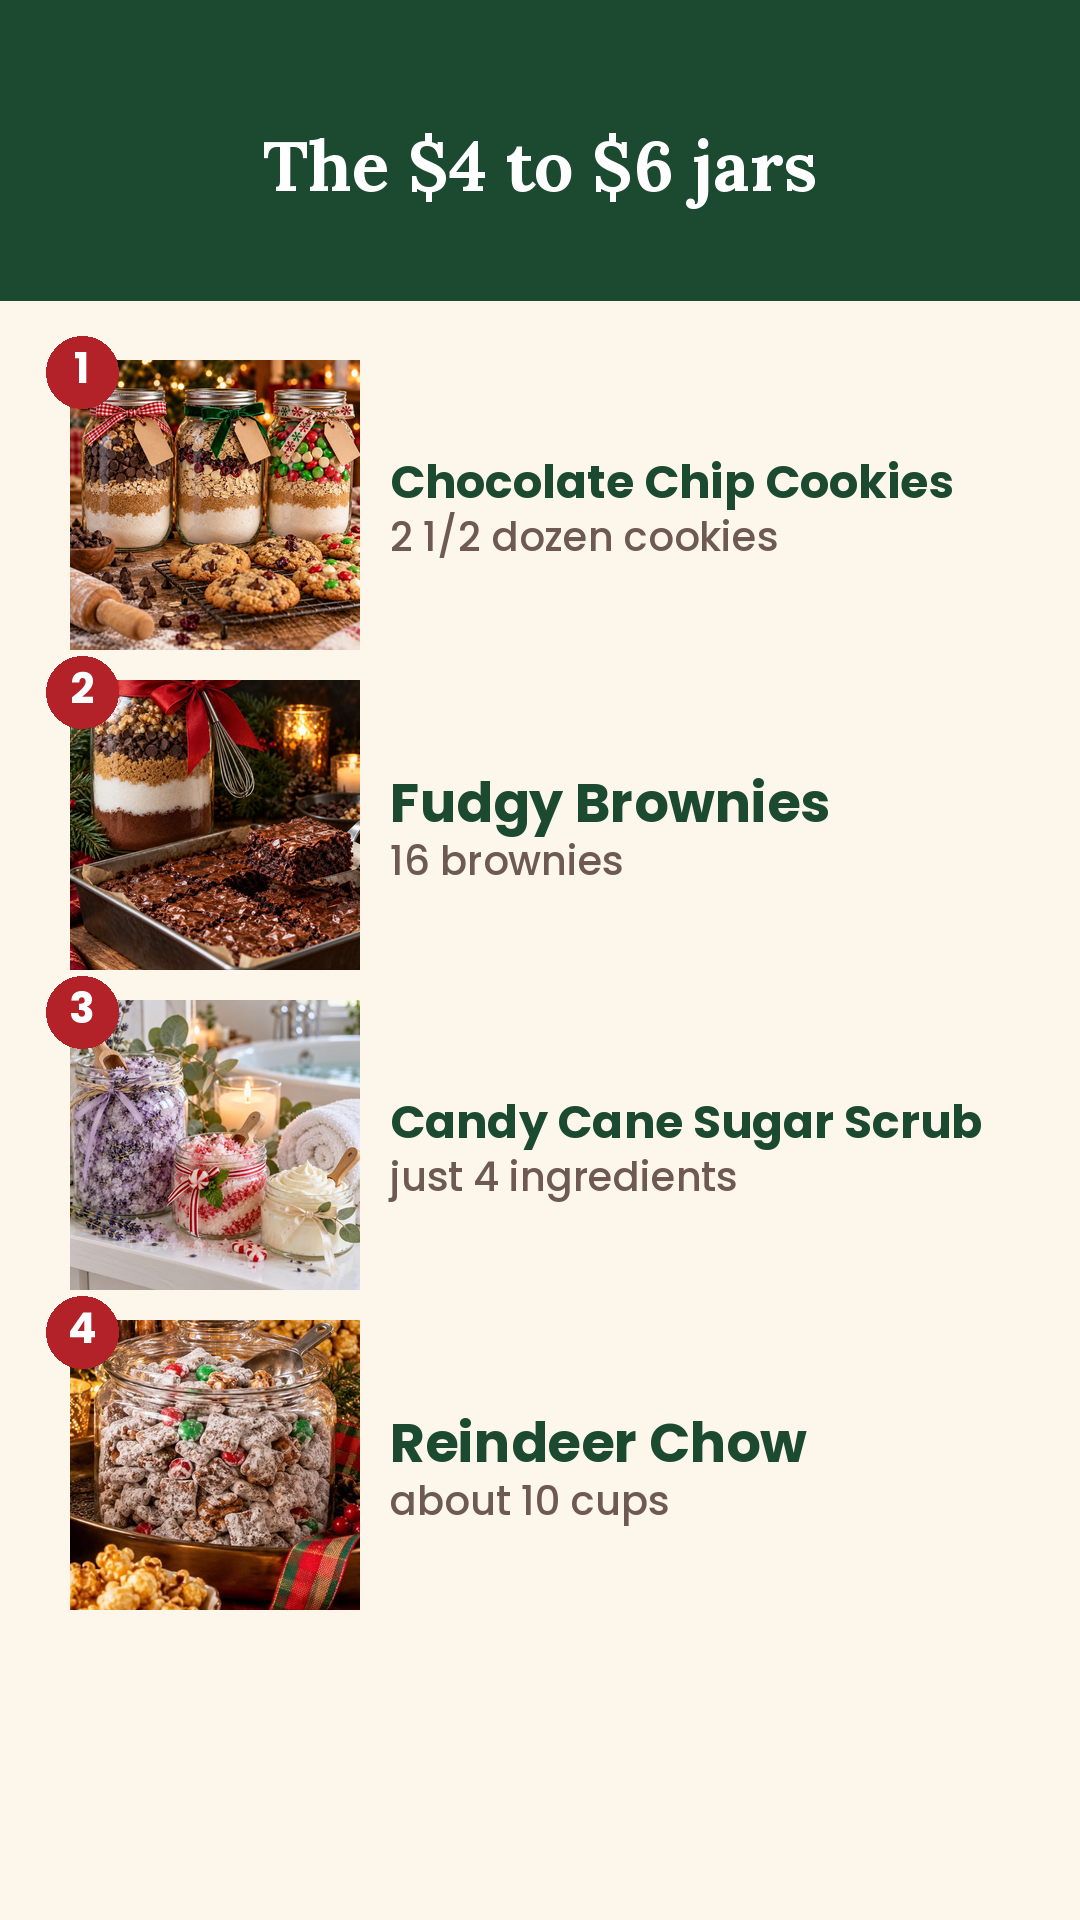 The $4 to $6 jars
1
Chocolate Chip Cookies
2 1/2 dozen cookies
2
Fudgy Brownies
16 brownies
3
Candy Cane Sugar Scrub
just 4 ingredients
4
Reindeer Chow
about 10 cups